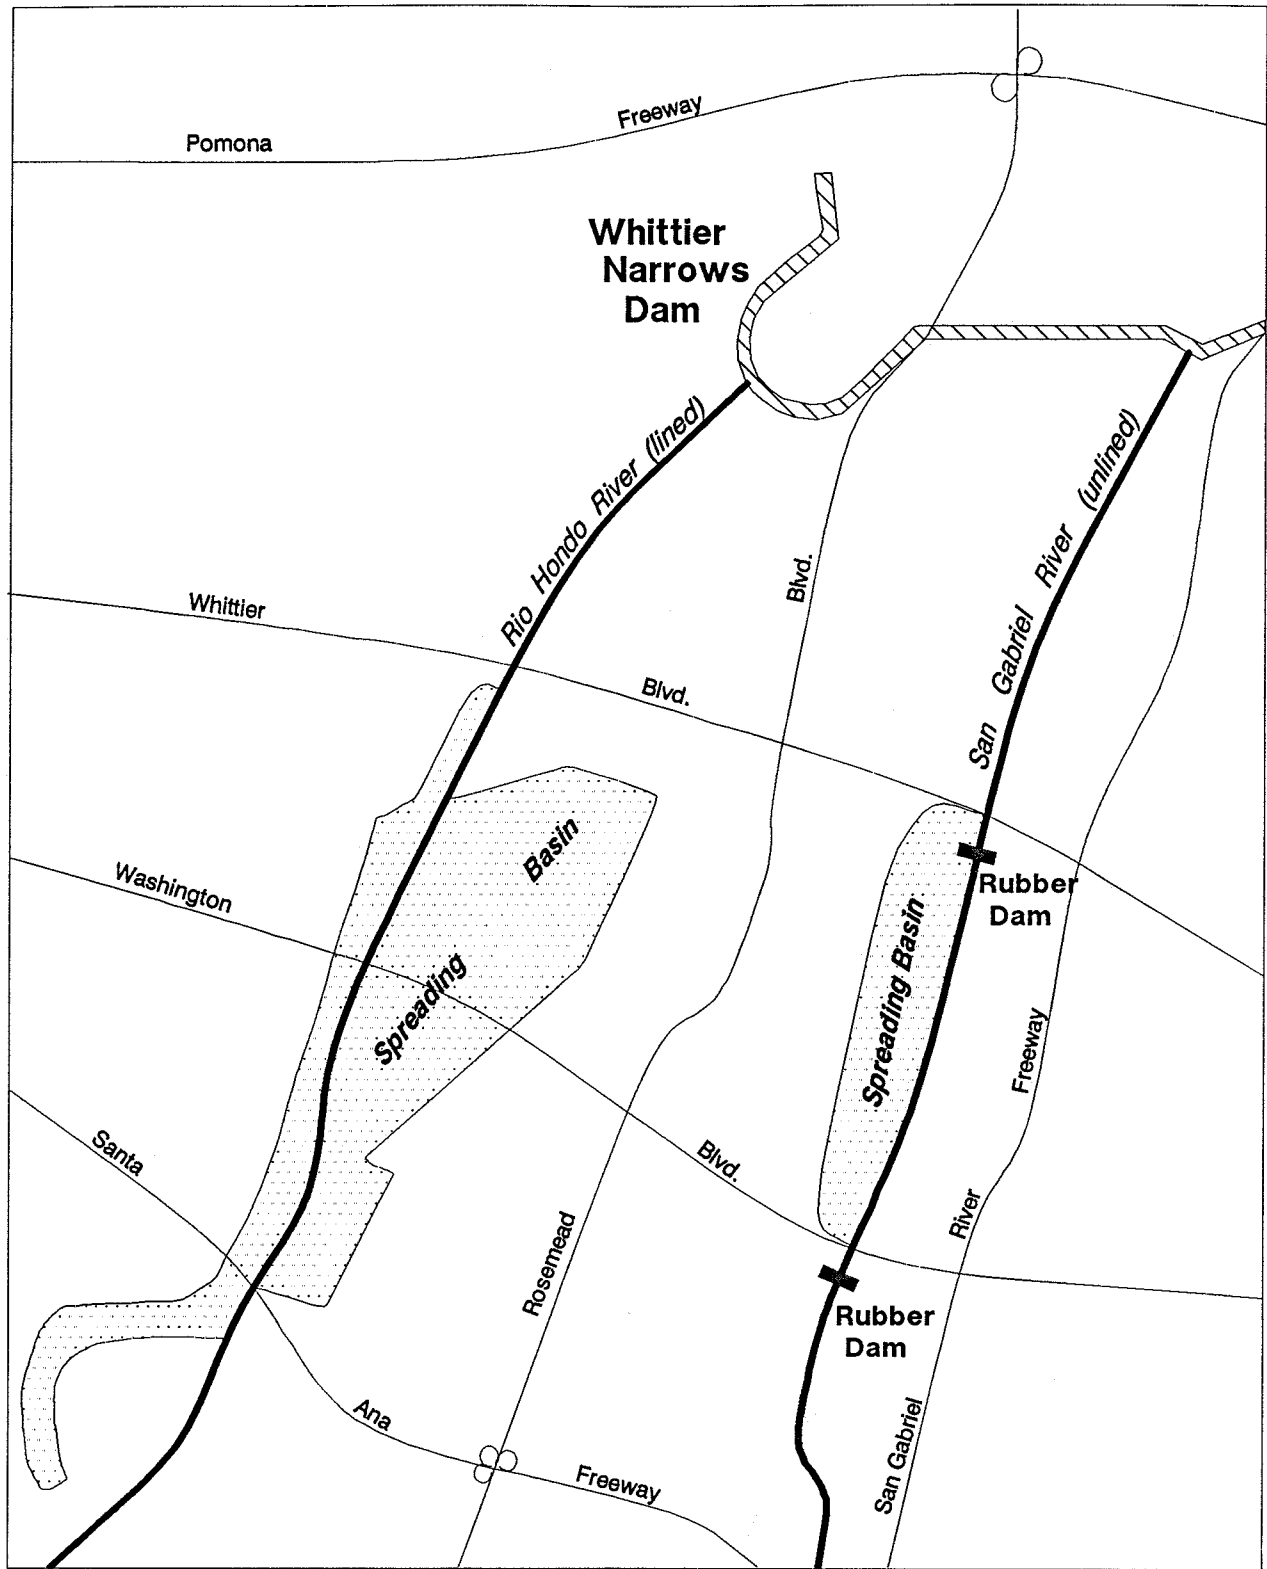 Pomona
Freeway
Whittier
Narrows
Dam
Rio Hondo River (lined)
San Gabriel River (unlined)
Blvd.
Whittier
Blvd.
Basin
Spreading
Washington
Rubber
Dam
Spreading Basin
Freeway
Santa
Blvd.
River
Rosemead
Rubber
Dam
Ana
Freeway
San Gabriel